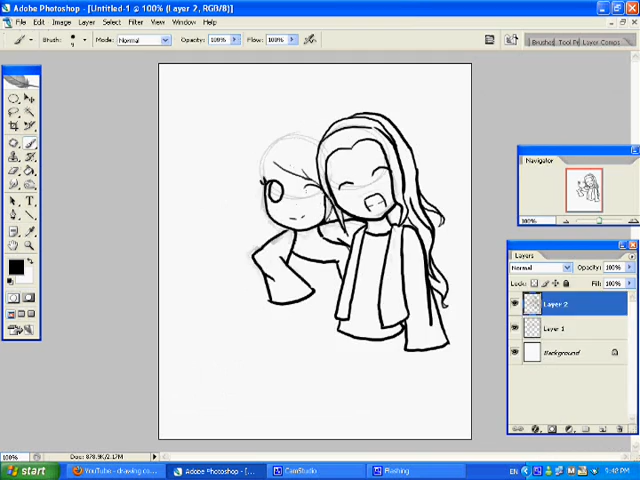 Adobe Photoshop - [Untitled-1 @ 100% (Layer 2, RGB/8)]
File Edit Image Layer Select Filter View Window Help
Brush: 9 Mode: Normal Opacity: 100% Flow: 100% Brushes Tool Pr Layer Comps
Navigator
100%
Layers
Normal Opacity: 100%
Lock: Fill: 100%
Layer 2
Layer 1
Background
100% Doc: 878.9K/2.17M
start YouTube - drawing co... Adobe Photoshop - [... CamStudio Flashing EN 9:48 PM